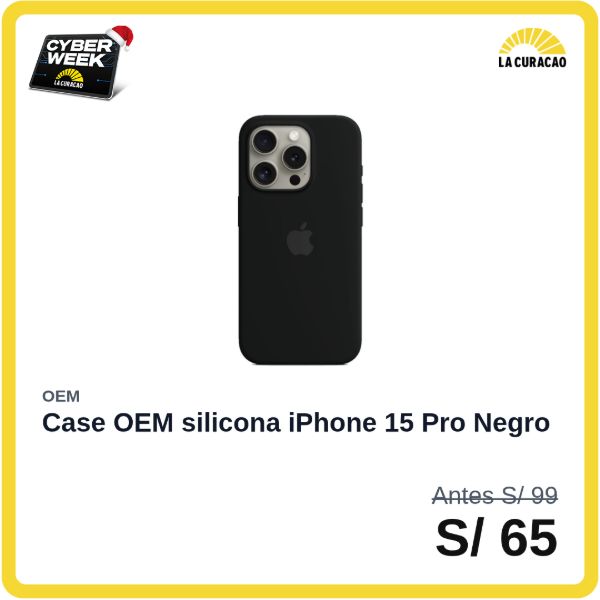 CYBER
WEEK
LA CURACAO
LA CURACAO
OEM
Case OEM silicona iPhone 15 Pro Negro
Antes S/ 99
S/ 65